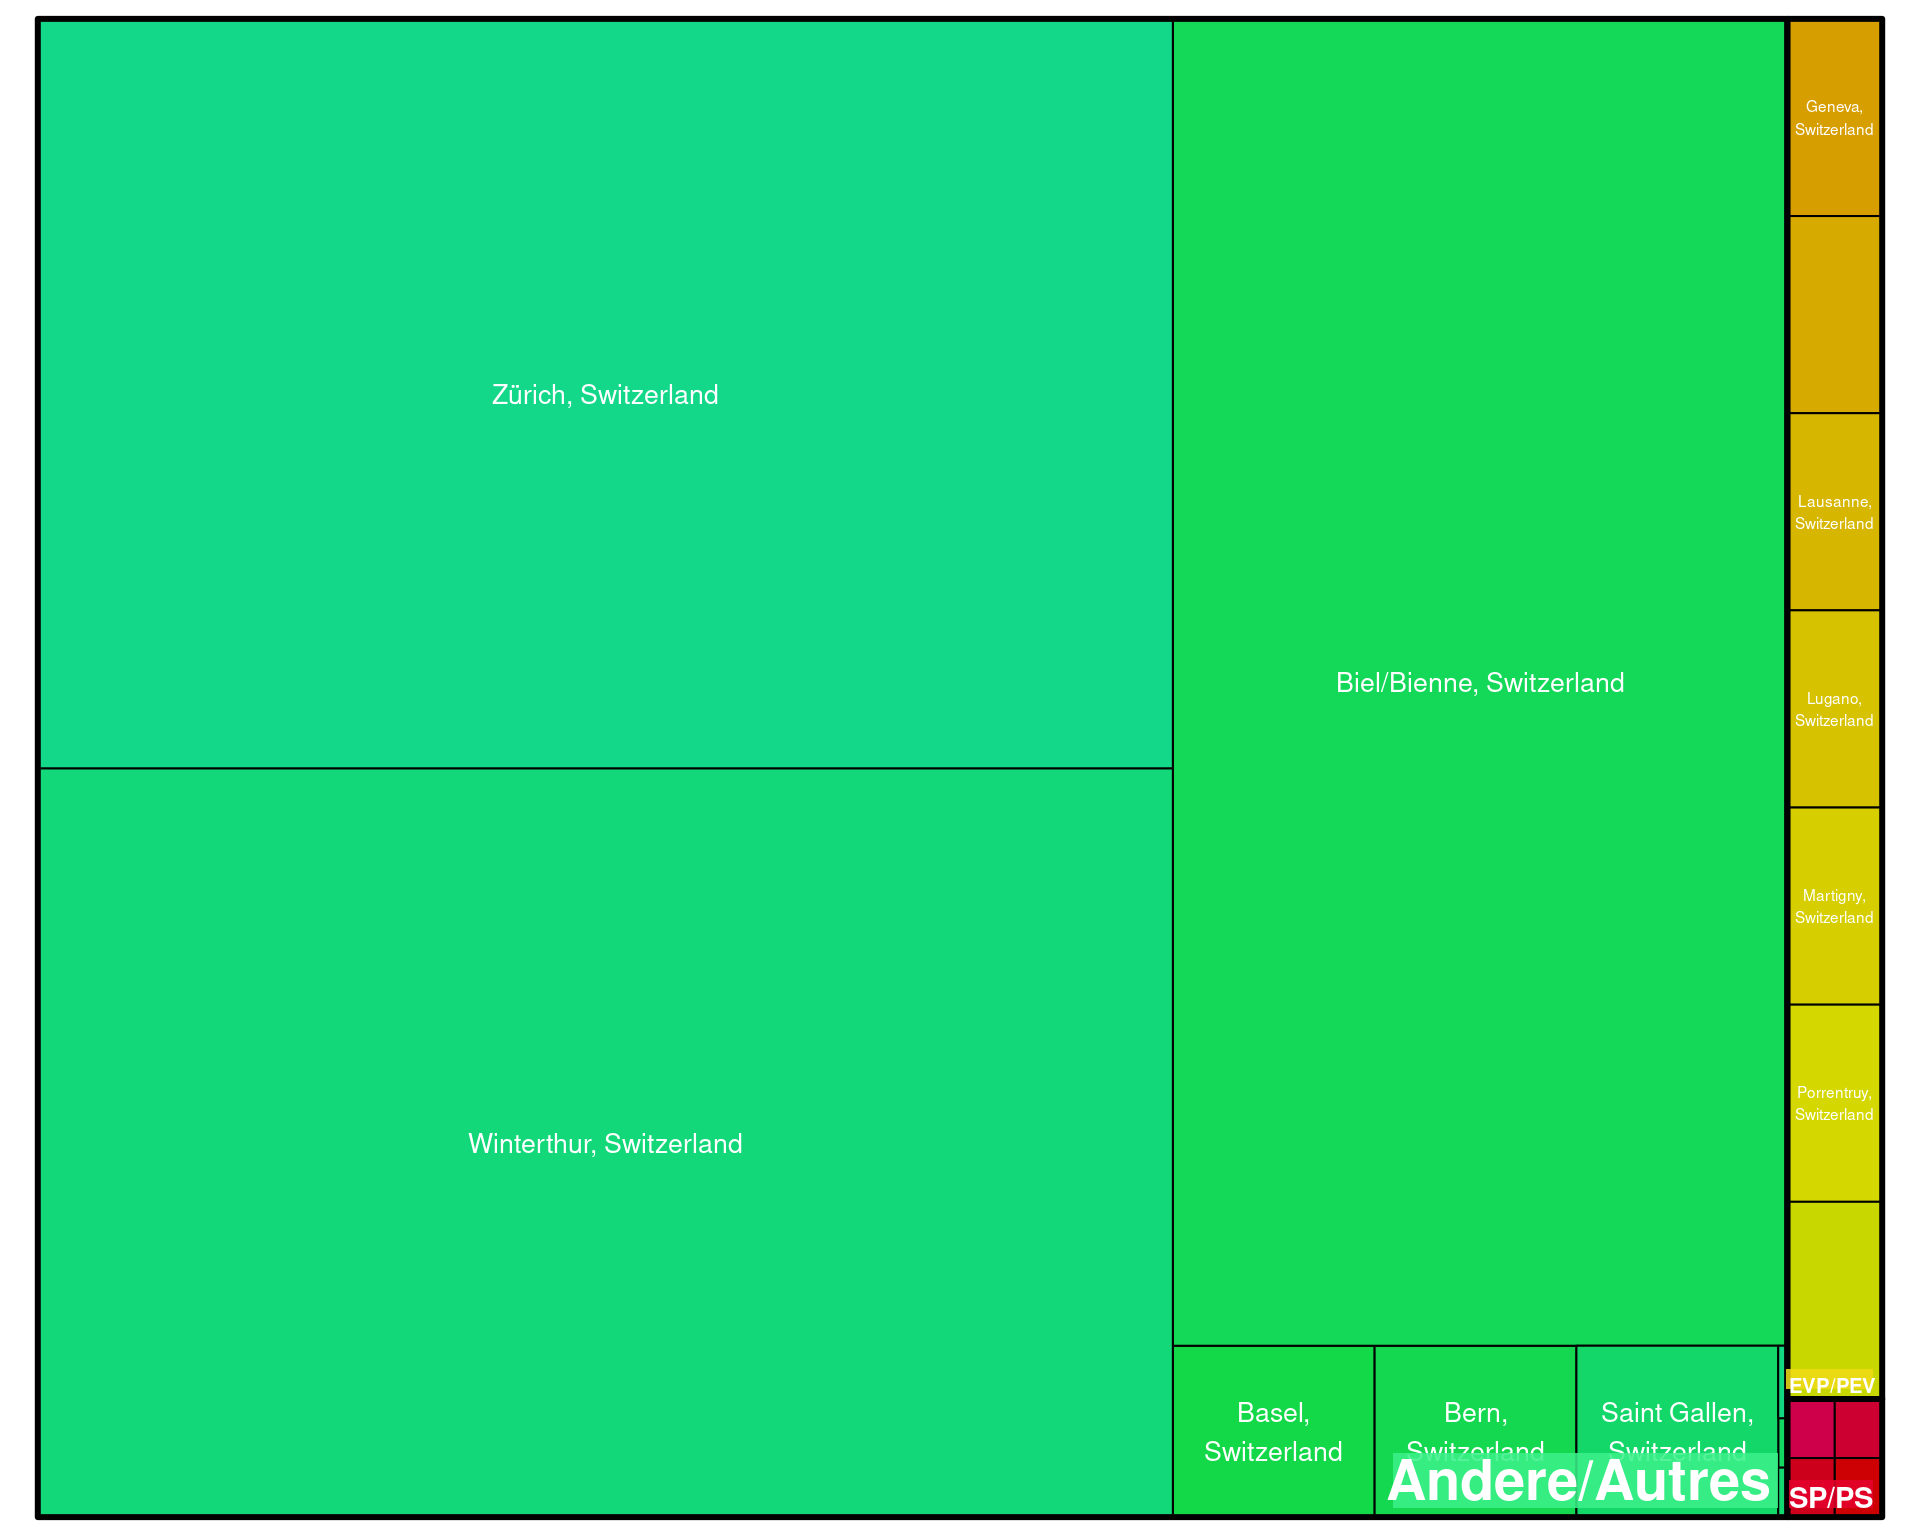 Zürich, Switzerland
Winterthur, Switzerland
Biel/Bienne, Switzerland
Basel,
Switzerland
Bern,
Switzerland
Saint Gallen,
Switzerland
Andere/Autres
Geneva,
Switzerland
Lausanne,
Switzerland
Lugano,
Switzerland
Martigny,
Switzerland
Porrentruy,
Switzerland
EVP/PEV
SP/PS